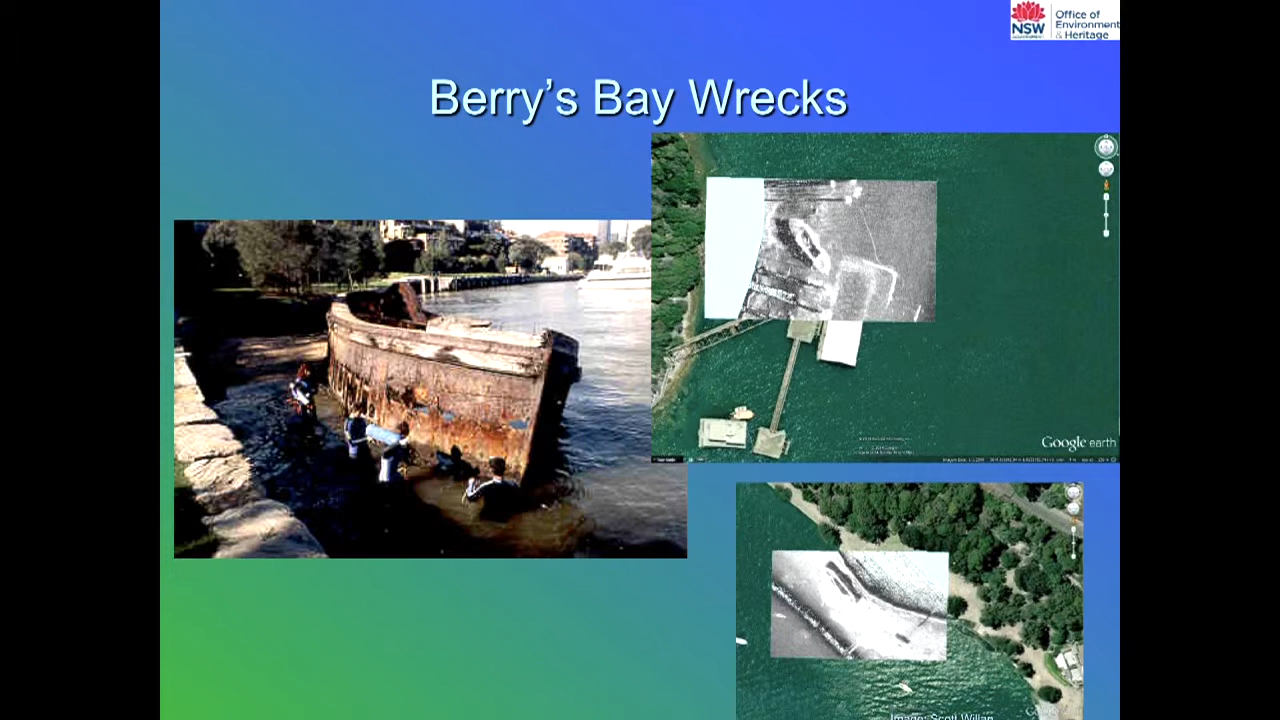 NSW
Office of
Environment
& Heritage
Berry's Bay Wrecks
Google earth
Image: Scott Willan